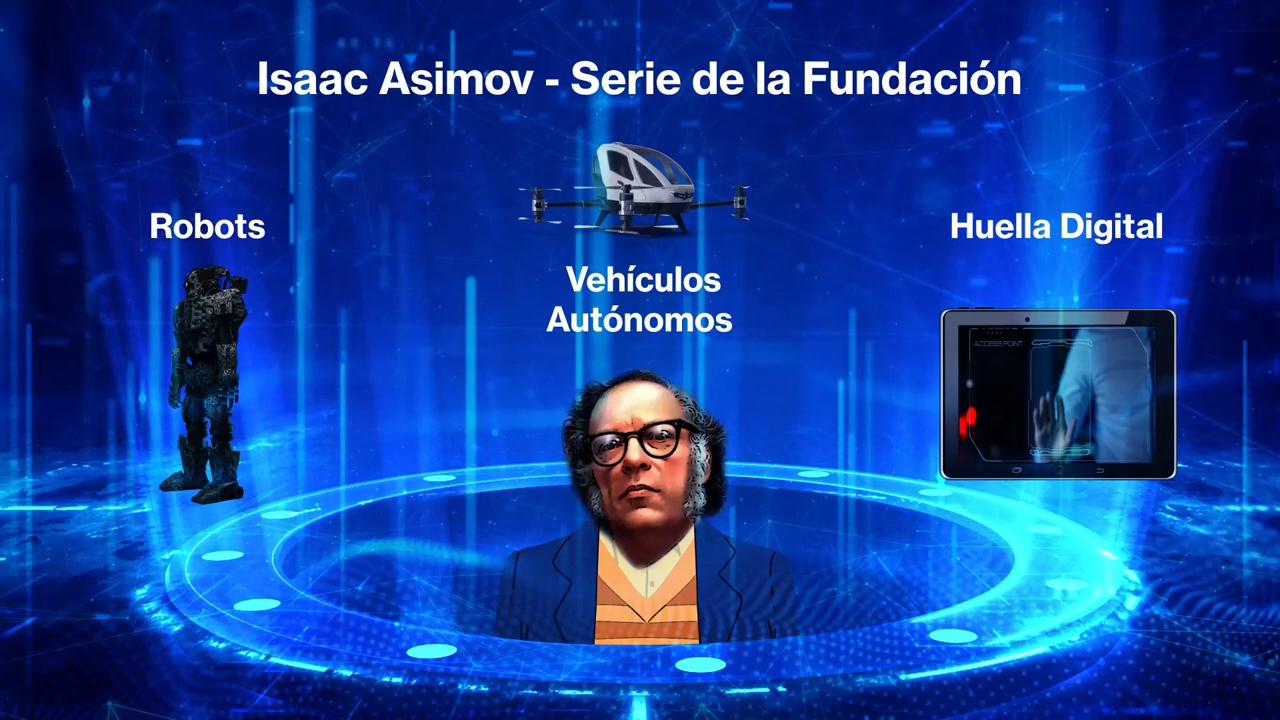 Isaac Asimov - Serie de la Fundación
Robots
Vehículos
Autónomos
Huella Digital
ACCESS POINT